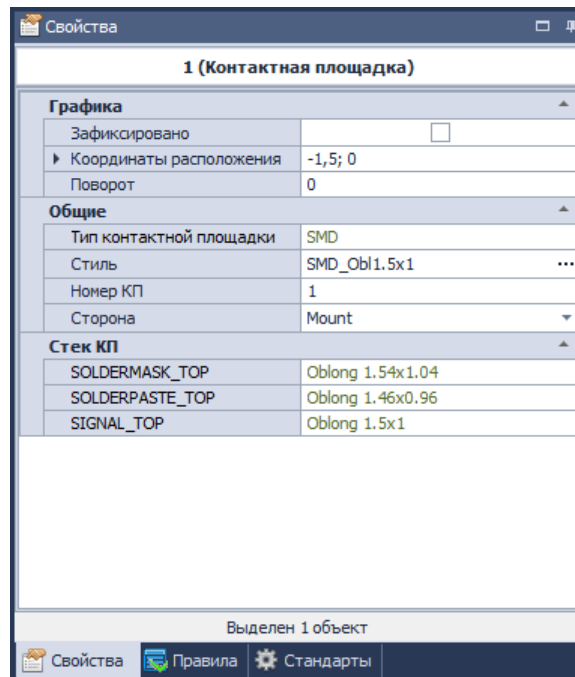 Свойства
1 (Контактная площадка)
Графика
Зафиксировано
Координаты расположения -1,5; 0
Поворот 0
Общие
Тип контактной площадки SMD
Стиль SMD_Obl1.5x1 ...
Номер КП 1
Сторона Mount
Стек КП
SOLDERMASK_TOP Oblong 1.54x1.04
SOLDERPASTE_TOP Oblong 1.46x0.96
SIGNAL_TOP Oblong 1.5x1
Выделен 1 объект
Свойства Правила Стандарты